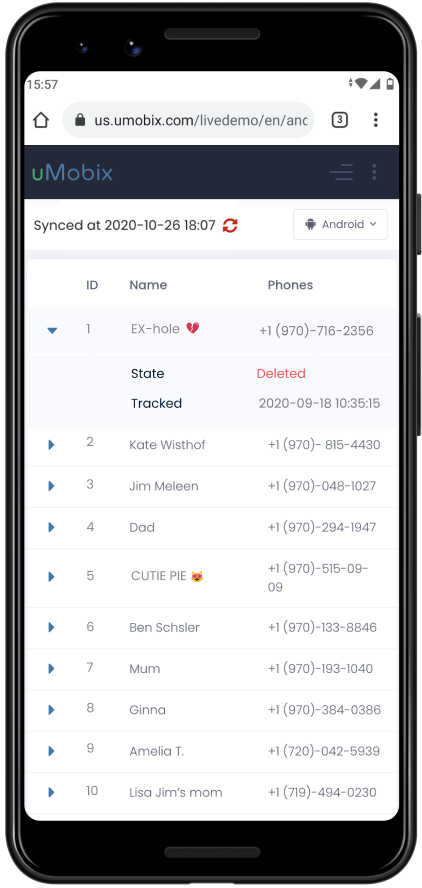 15:57
us.umobix.com/livedemo/en/anc
3
uMobix
Synced at 2020-10-26 18:07
Android
ID Name Phones
1 EX-hole 💔 +1 (970)-716-2356
State Deleted
Tracked 2020-09-18 10:35:15
2 Kate Wisthof +1 (970)- 815-4430
3 Jim Meleen +1 (970)-048-1027
4 Dad +1 (970)-294-1947
5 CUTIE PIE 😻 +1 (970)-515-09-
09
6 Ben Schsler +1 (970)-133-8846
7 Mum +1 (970)-193-1040
8 Ginna +1 (970)-384-0386
9 Amelia T. +1 (720)-042-5939
10 Lisa Jim's mom +1 (719)-494-0230